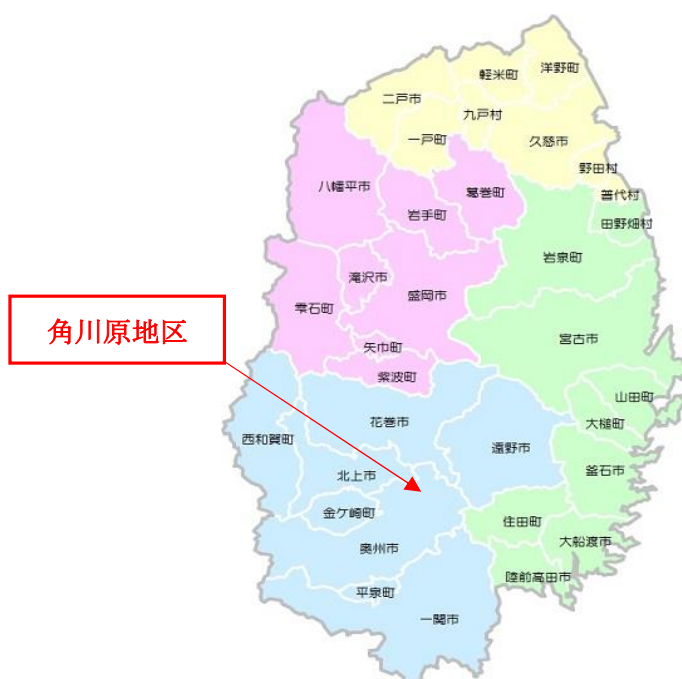 洋野町
軽米町
二戸市
九戸村
一戸町
久慈市
野田村
八幡平市
葛巻町
普代村
岩手町
田野畑村
岩泉町
滝沢市
盛岡市
雫石町
角川原地区
宮古市
矢巾町
紫波町
山田町
花巻市
大槌町
西和賀町
遠野市
釜石市
北上市
金ケ崎町
住田町
大船渡市
奥州市
陸前高田市
平泉町
一関市